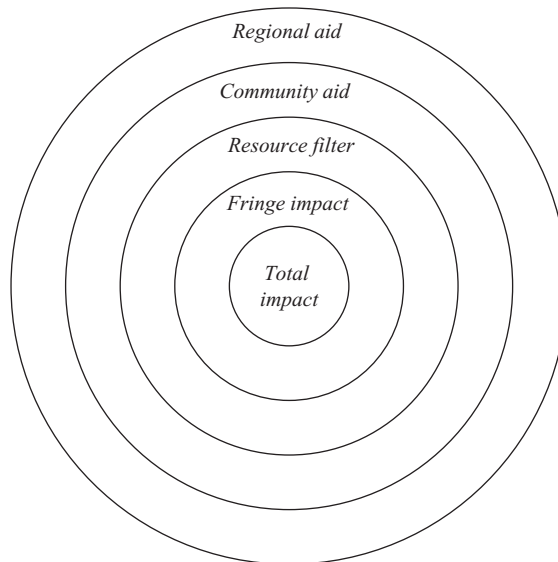 Regional aid
Community aid
Resource filter
Fringe impact
Total
impact